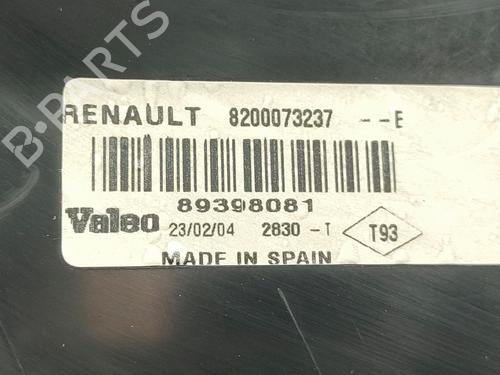 B-PARTS
RENAULT 8200073237 --E
89398081
Valeo 23/02/04 2830 -T T93
MADE IN SPAIN